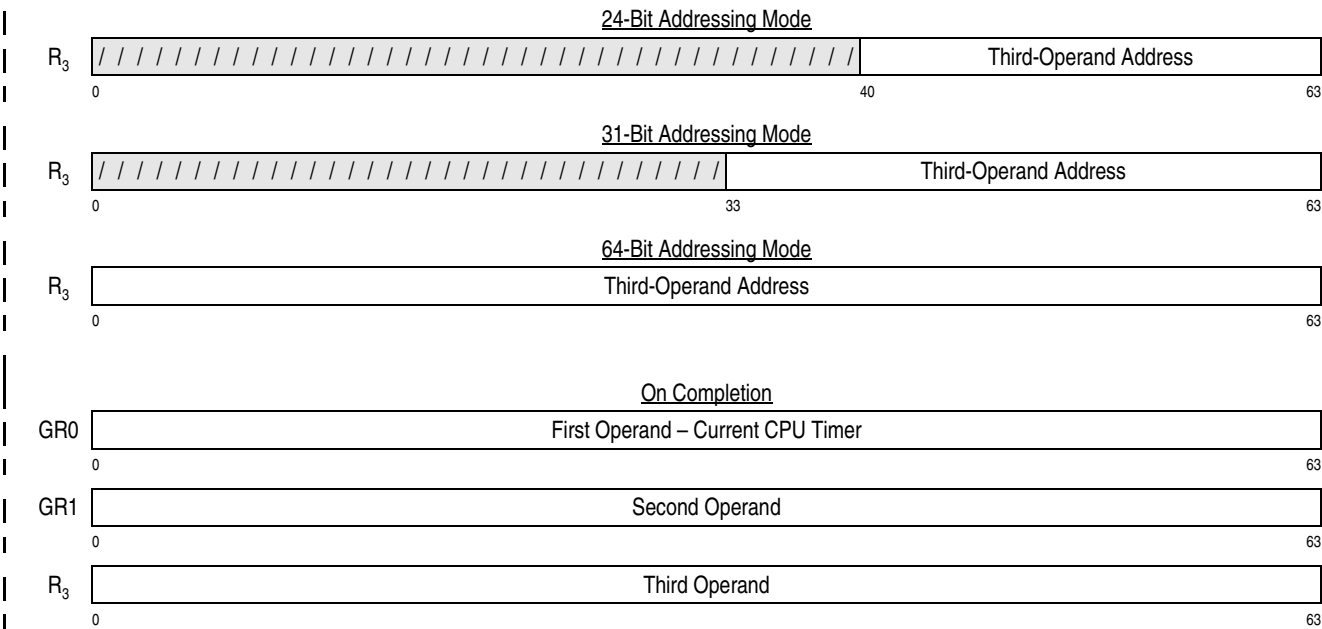 24-Bit Addressing Mode
R3 / / / / / / / / / / / / / / / / / / / / / / / / / / / / / / / / / / / / / / / / Third-Operand Address
0 40 63
31-Bit Addressing Mode
R3 / / / / / / / / / / / / / / / / / / / / / / / / / / / / / / / / / Third-Operand Address
0 33 63
64-Bit Addressing Mode
R3 Third-Operand Address
0 63
On Completion
GR0 First Operand – Current CPU Timer
0 63
GR1 Second Operand
0 63
R3 Third Operand
0 63